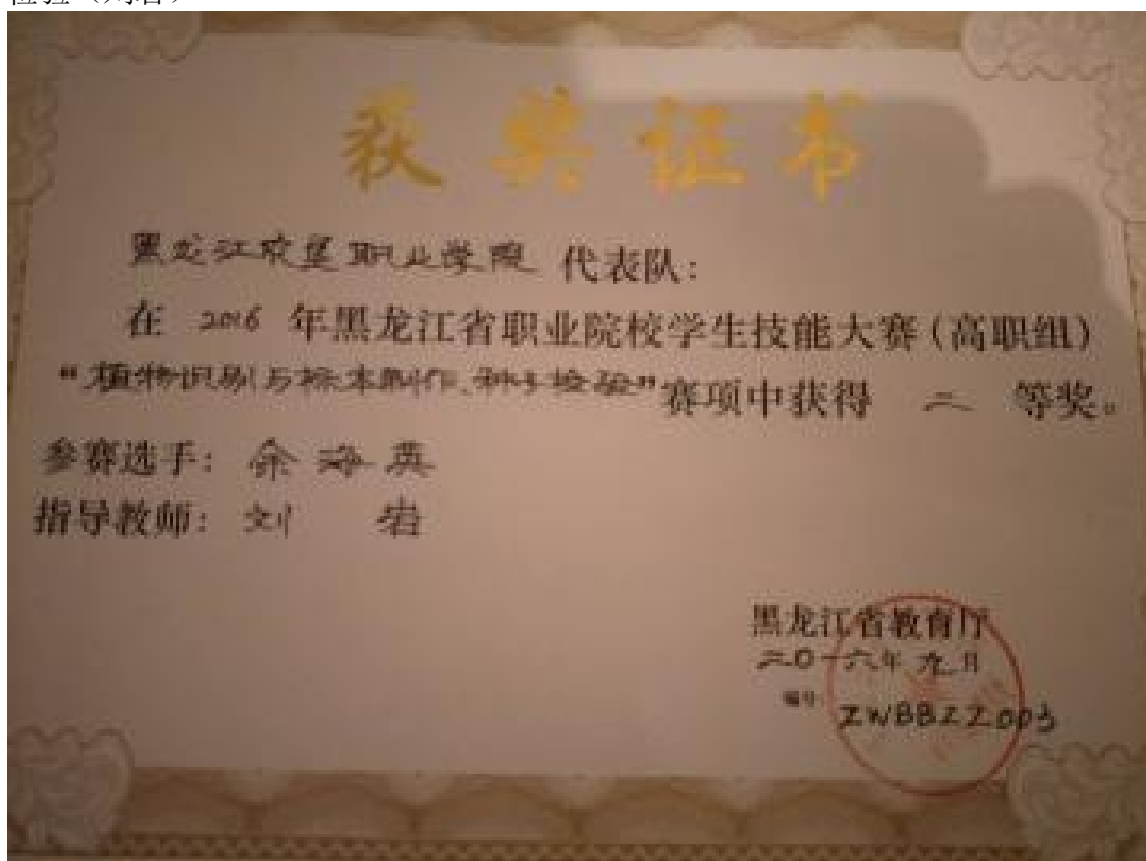 获奖证书
黑龙江农垦职业学院 代表队:
在 2016 年黑龙江省职业院校学生技能大赛(高职组)
“植物识别与标本制作、种子检验”赛项中获得 二 等奖。
参赛选手: 余海英
指导教师: 刘 岩
黑龙江省教育厅
二〇一六年九月
编号 ZWBBZZ003